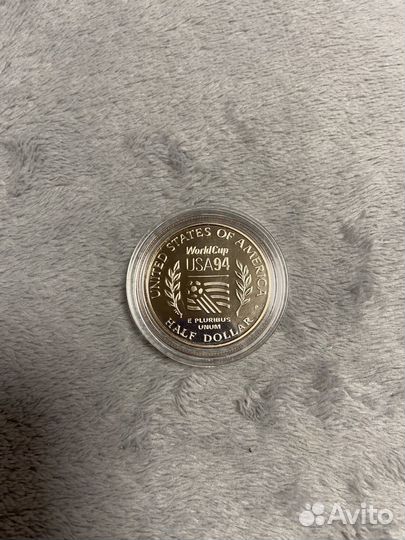 UNITED STATES OF AMERICA
WorldCup
USA94
E PLURIBUS
UNUM
HALF DOLLAR
Avito